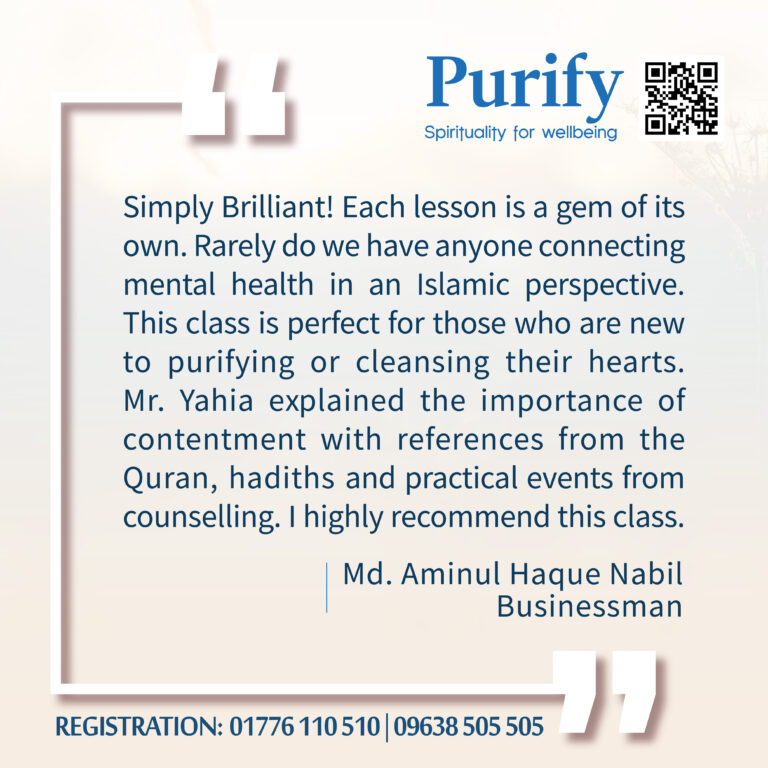 Purify
Spirituality for wellbeing
Simply Brilliant! Each lesson is a gem of its
own. Rarely do we have anyone connecting
mental health in an Islamic perspective.
This class is perfect for those who are new
to purifying or cleansing their hearts.
Mr. Yahia explained the importance of
contentment with references from the
Quran, hadiths and practical events from
counselling. I highly recommend this class.
Md. Aminul Haque Nabil
Businessman
REGISTRATION: 01776 110 510 | 09638 505 505